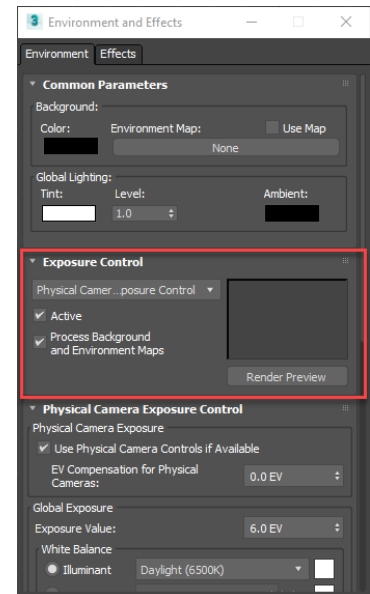 3 Environment and Effects
Environment Effects
Common Parameters
Background:
Color: Environment Map: Use Map
None
Global Lighting:
Tint: Level: Ambient:
1.0
Exposure Control
Physical Camer...posure Control
Active
Process Background
and Environment Maps
Render Preview
Physical Camera Exposure Control
Physical Camera Exposure
Use Physical Camera Controls if Available
EV Compensation for Physical
Cameras:
0.0 EV
Global Exposure
Exposure Value: 6.0 EV
White Balance
Illuminant Daylight (6500K)